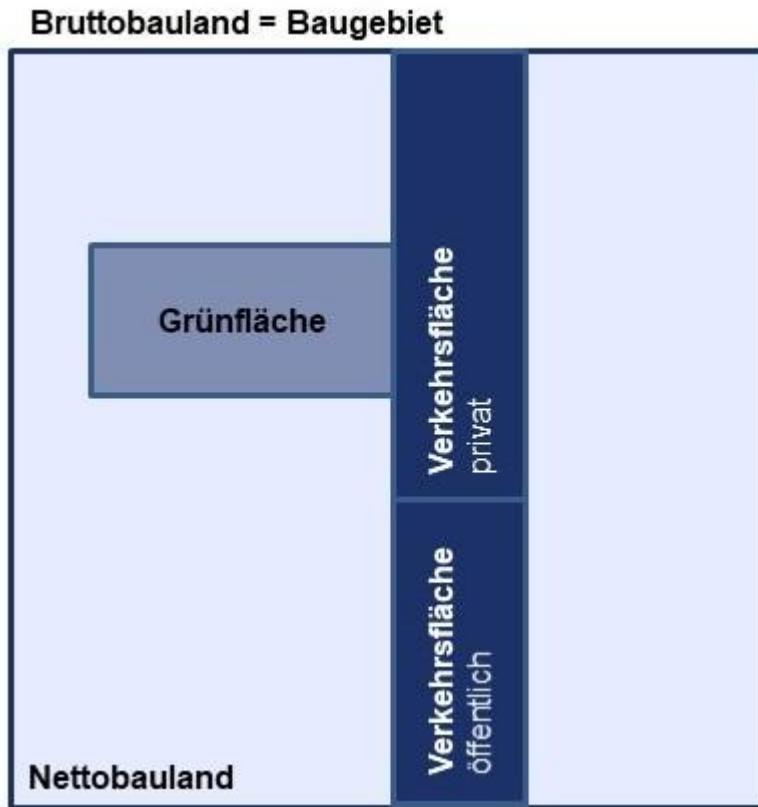 Bruttobauland = Baugebiet
Grünfläche
Verkehrsfläche
privat
Verkehrsfläche
öffentlich
Nettobauland